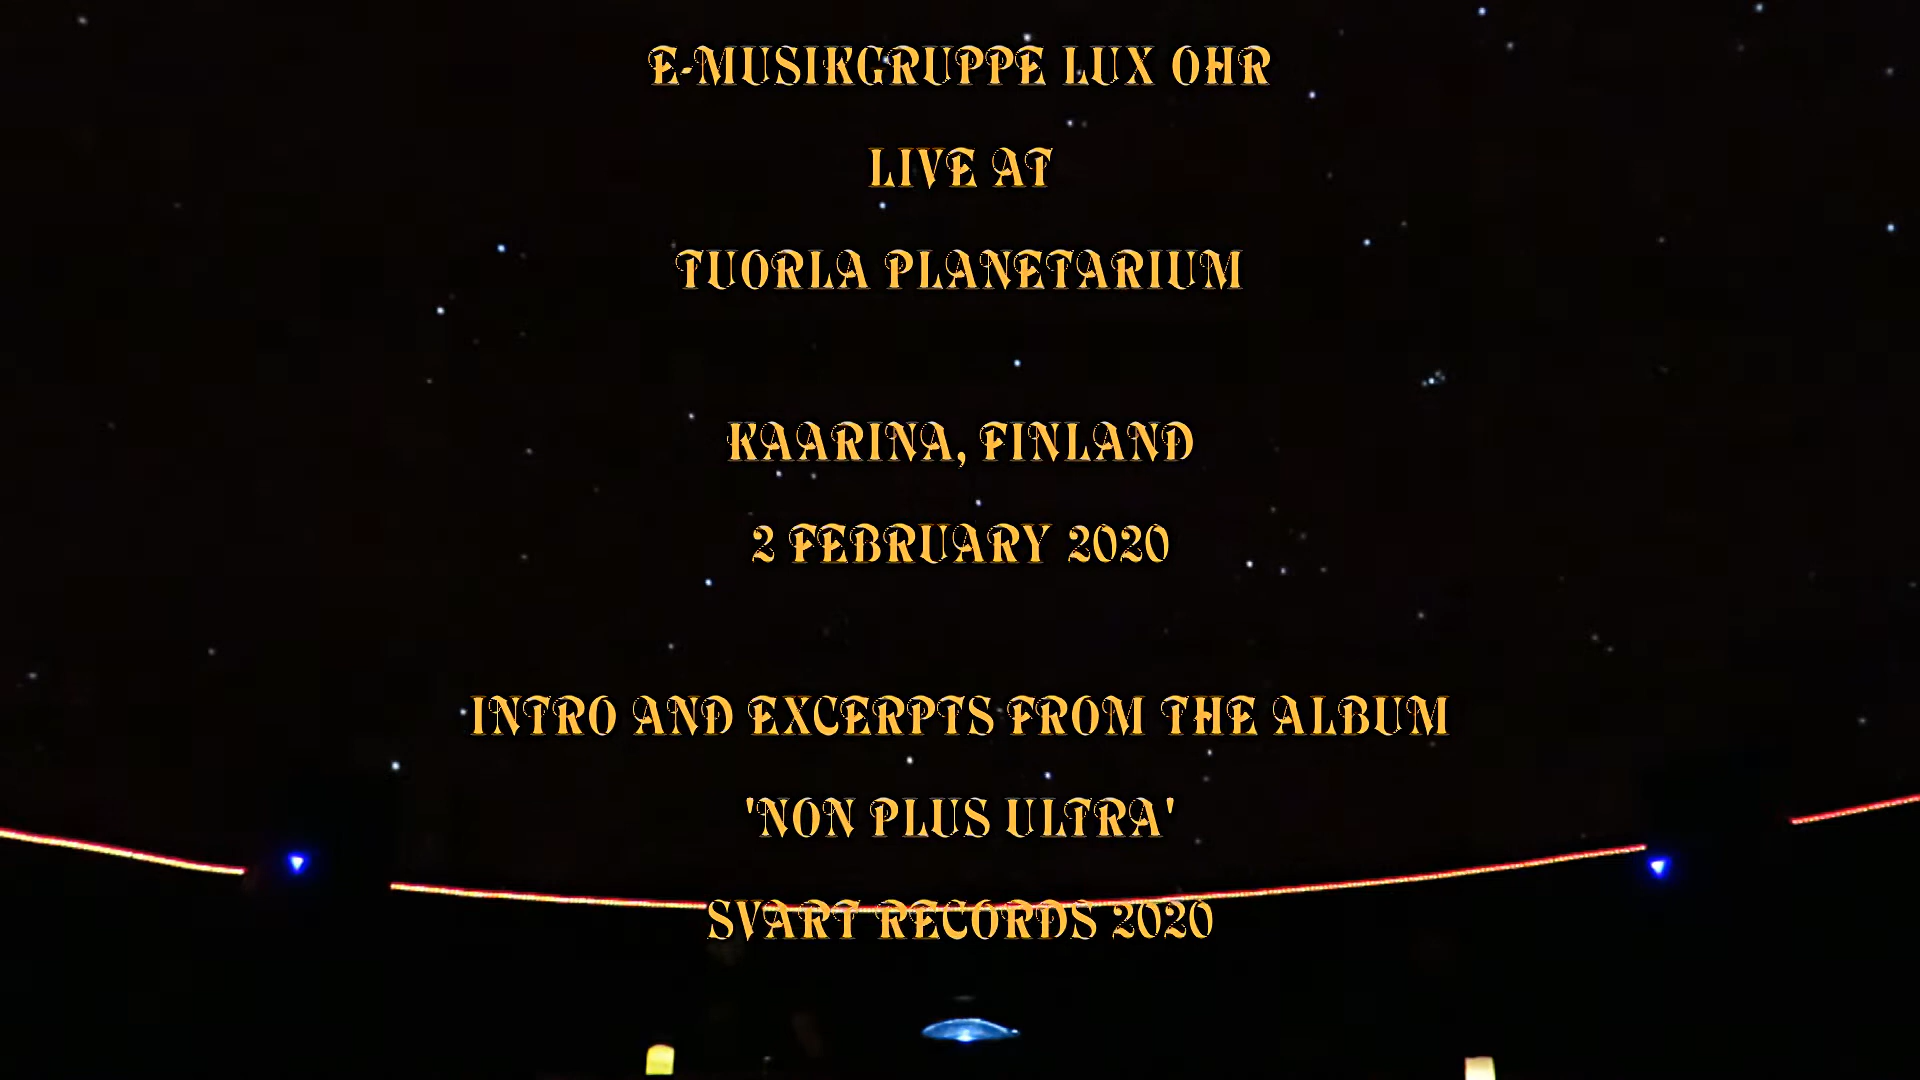 E-MUSIKGRUPPE LUX OHR
LIVE AT
TUORLA PLANETARIUM
KAARINA, FINLAND
2 FEBRUARY 2020
INTRO AND EXCERPTS FROM THE ALBUM
'NON PLUS ULTRA'
SVART RECORDS 2020